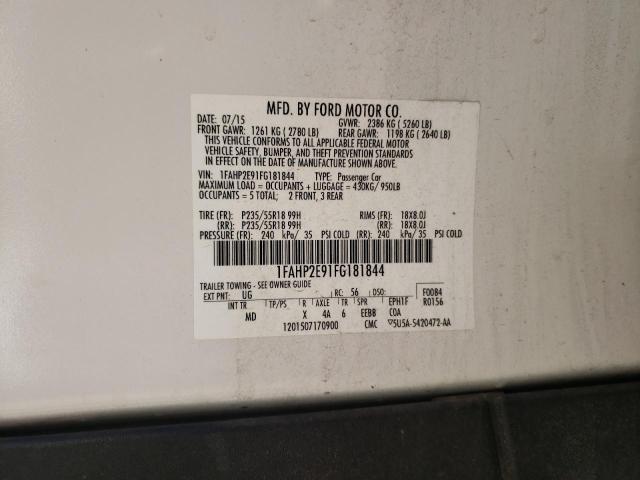 MFD. BY FORD MOTOR CO.
DATE: 07/15 GVWR: 2386 KG ( 5260 LB)
FRONT GAWR: 1261 KG ( 2780 LB) REAR GAWR: 1198 KG ( 2640 LB)
THIS VEHICLE CONFORMS TO ALL APPLICABLE FEDERAL MOTOR
VEHICLE SAFETY, BUMPER, AND THEFT PREVENTION STANDARDS
IN EFFECT ON THE DATE OF MANUFACTURE SHOWN ABOVE.
VIN: 1FAHP2E91FG181844 TYPE: Passenger Car
MAXIMUM LOAD = OCCUPANTS + LUGGAGE = 430KG/ 950LB
OCCUPANTS = 5 TOTAL; 2 FRONT, 3 REAR
TIRE (FR): P235/55R18 99H RIMS (FR): 18X8.0J
(RR): P235/55R18 99H (RR): 18X8.0J
PRESSURE (FR): 240 kPa/ 35 PSI COLD (RR): 240 kPa/ 35 PSI COLD
1FAHP2E91FG181844
TRAILER TOWING - SEE OWNER GUIDE
EXT PNT: UG RC: 56 DSO: F0084
INT TR TP/PS R AXLE TR SPR EPH1F R0156
MD X 4A 6 EEBB C0A
1201507170900 CMC 5U5A-5420472-AA